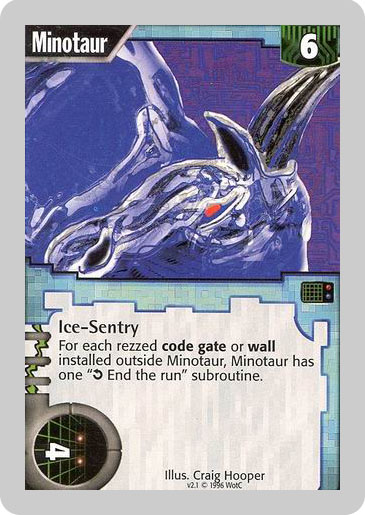 Minotaur
6
Ice-Sentry
For each rezzed code gate or wall
installed outside Minotaur, Minotaur has
one “➲ End the run” subroutine.
4
Illus. Craig Hooper
v2.1 © 1996 WotC